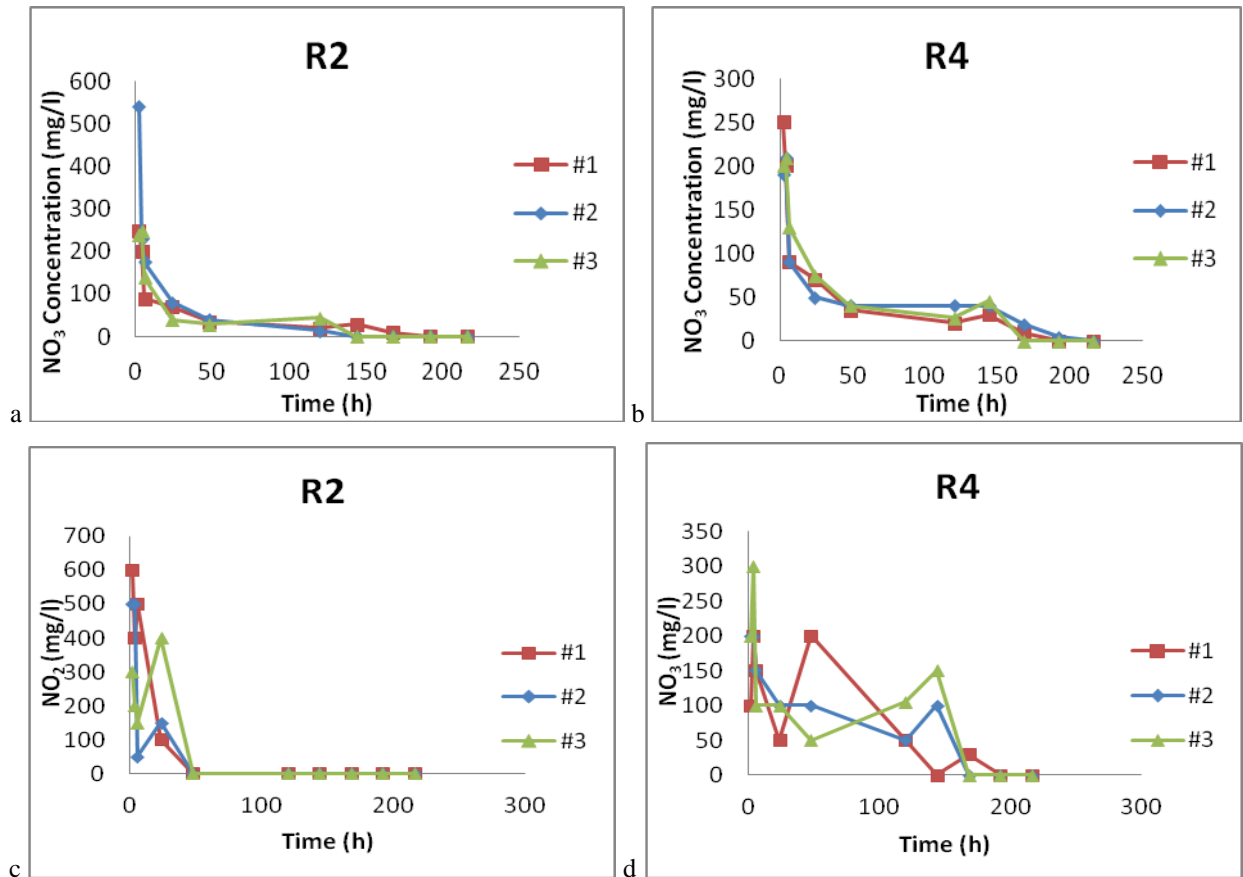 R2
NO₃ Concentration (mg/l)
600
500
400
300
200
100
0
0 50 100 150 200 250
Time (h)
#1
#2
#3
a
R4
NO₃ Concentration (mg/l)
300
250
200
150
100
50
0
0 50 100 150 200 250
Time (h)
#1
#2
#3
b
R2
NO₂ (mg/l)
700
600
500
400
300
200
100
0
0 100 200 300
Time (h)
#1
#2
#3
c
R4
NO₃ (mg/l)
350
300
250
200
150
100
50
0
0 100 200 300
Time (h)
#1
#2
#3
d